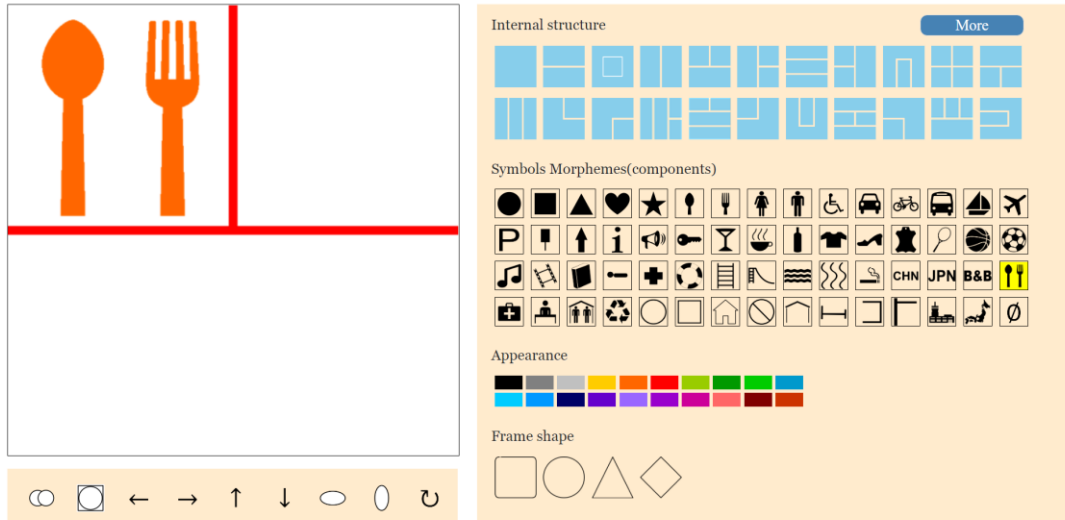 Internal structure
More
Symbols Morphemes(components)
P
i
CHN JPN B&B
Appearance
Frame shape